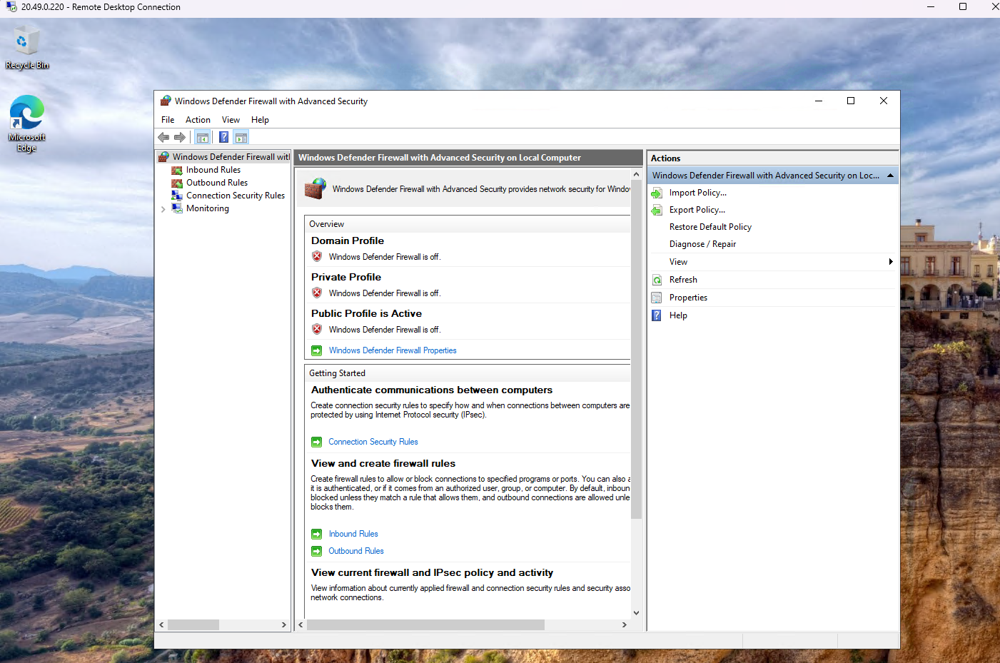 20.49.0.220 - Remote Desktop Connection
Recycle Bin
Microsoft
Edge
Windows Defender Firewall with Advanced Security
File Action View Help
Windows Defender Firewall wit
Inbound Rules
Outbound Rules
Connection Security Rules
Monitoring
Windows Defender Firewall with Advanced Security on Local Computer
Windows Defender Firewall with Advanced Security provides network security for Windo
Overview
Domain Profile
Windows Defender Firewall is off.
Private Profile
Windows Defender Firewall is off.
Public Profile is Active
Windows Defender Firewall is off.
Windows Defender Firewall Properties
Getting Started
Authenticate communications between computers
Create connection security rules to specify how and when connections between computers are
protected by using Internet Protocol security (IPsec).
Connection Security Rules
View and create firewall rules
Create firewall rules to allow or block connections to specified programs or ports. You can also a
it is authenticated, or if it comes from an authorized user, group, or computer. By default, inboun
blocked unless they match a rule that allows them, and outbound connections are allowed unle
blocks them.
Inbound Rules
Outbound Rules
View current firewall and IPsec policy and activity
View information about currently applied firewall and connection security rules and security asso
network connections.
Actions
Windows Defender Firewall with Advanced Security on Loc...
Import Policy...
Export Policy...
Restore Default Policy
Diagnose / Repair
View
Refresh
Properties
Help